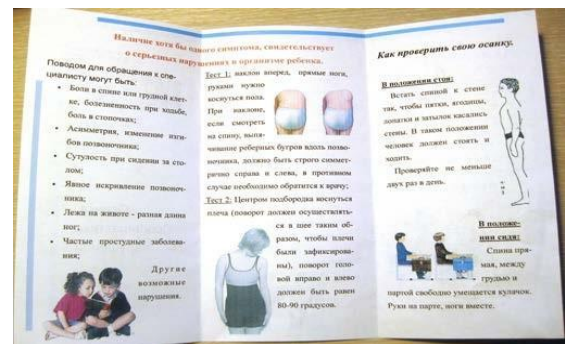 Наличие хотя бы одного симптома, свидетельствует
о серьезных нарушениях в организме ребенка.
Поводом для обращения к спе-
циалисту могут быть:
• Боли в спине или грудной клет-
ке, болезненность при ходьбе,
боль в стопочках;
• Асимметрия, изменение изги-
бов позвоночника;
• Сутулость при сидении за сто-
лом;
• Явное искривление позвоноч-
ника;
• Лежа на животе - разная длина
ног;
• Частые простудные заболева-
ния;
Другие
возможные
нарушения.
Тест 1: наклон вперед, прямые ноги,
руками нужно
коснуться пола.
При наклоне,
если смотреть
на спину, выпя-
чивание реберных бугров вдоль позво-
ночника, должно быть строго симмет-
рично справа и слева, в противном
случае необходимо обратится к врачу;
Тест 2: Центром подбородка коснуться
плеча (поворот должен осуществлять-
ся в шее таким об-
разом, чтобы плечи
были зафиксирова-
ны), поворот голо-
вой вправо и влево
должен быть равен
80-90 градусов.
Как проверить свою осанку.
В положении стоя:
Встать спиной к стене
так, чтобы пятки, ягодицы,
лопатки и затылок касались
стены. В таком положении
человек должен стоять и
ходить.
Проверяйте не меньше
двух раз в день.
В положе-
нии сидя:
Спина пря-
мая, между
грудью и
партой свободно умещается кулачок.
Руки на парте, ноги вместе.